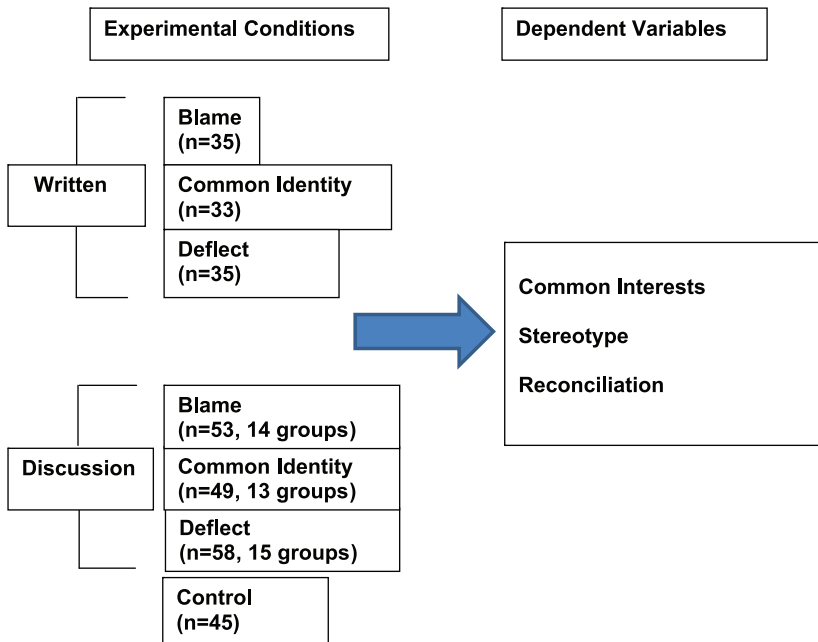 Experimental Conditions
Dependent Variables
Written
Blame
(n=35)
Common Identity
(n=33)
Deflect
(n=35)
Common Interests
Stereotype
Reconciliation
Discussion
Blame
(n=53, 14 groups)
Common Identity
(n=49, 13 groups)
Deflect
(n=58, 15 groups)
Control
(n=45)